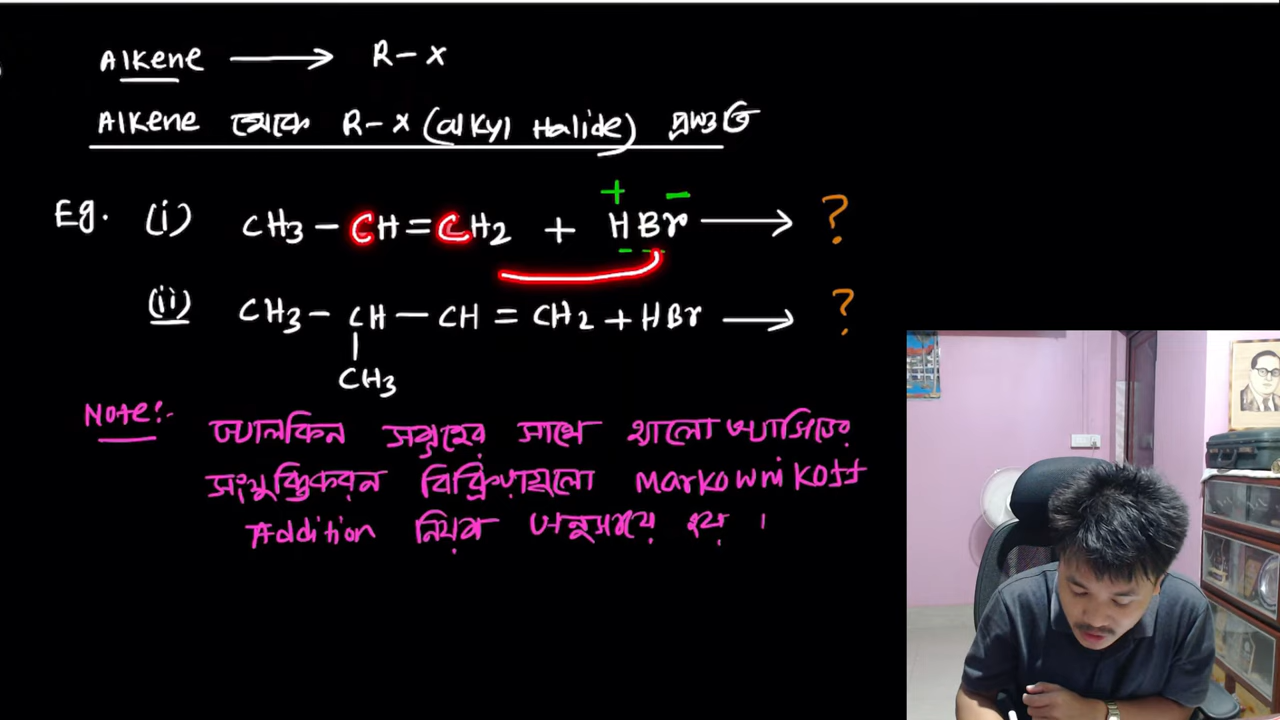 Alkene ⟶ R-x
Alkene থেকে R-x (alkyl Halide) প্রস্তুতি
Eg. (i) CH3 - CH = CH2 + HBr ⟶ ?
+ -
(ii) CH3 - CH - CH = CH2 + HBr ⟶ ?
CH3
Note:- অ্যালকিন সমূহের সাথে হ্যালো অ্যাসিডের
সংযুক্তিকরন বিক্রিয়াগুলো Markownikoff
Addition নিয়ম অনুসারে হয় ।